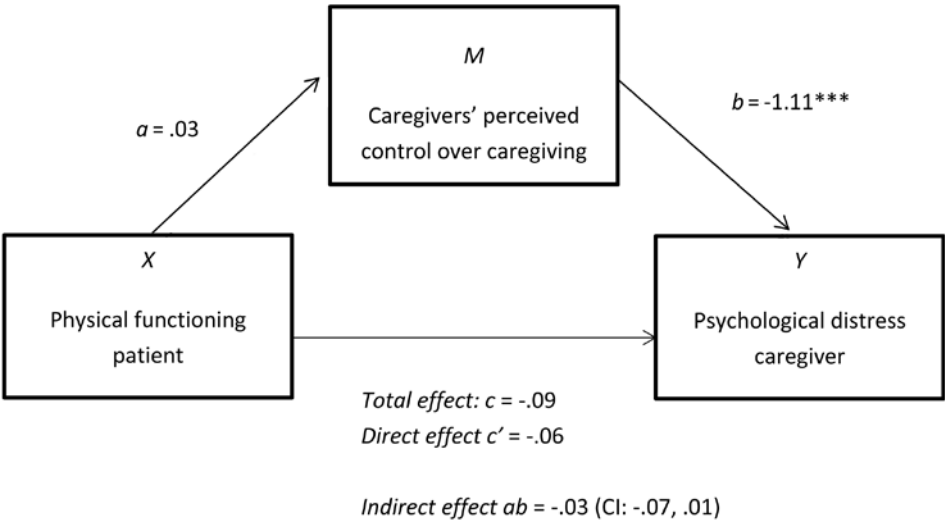 M
Caregivers’ perceived
control over caregiving
a = .03
b = -1.11***
X
Physical functioning
patient
Y
Psychological distress
caregiver
Total effect: c = -.09
Direct effect c’ = -.06
Indirect effect ab = -.03 (CI: -.07, .01)